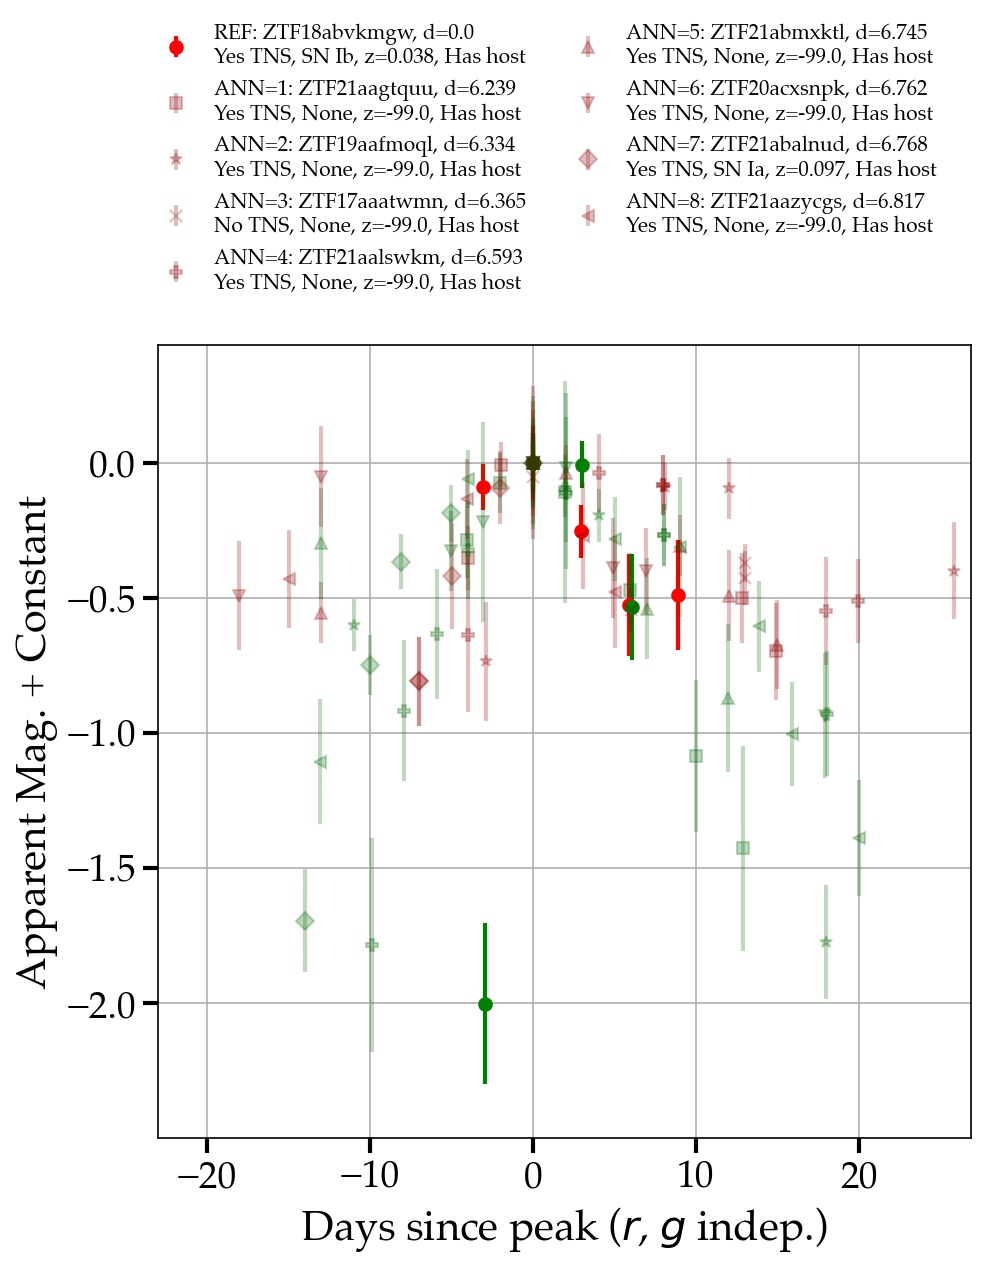 REF: ZTF18abvkmgw, d=0.0
Yes TNS, SN Ib, z=0.038, Has host
ANN=1: ZTF21aagtquu, d=6.239
Yes TNS, None, z=-99.0, Has host
ANN=2: ZTF19aafmoql, d=6.334
Yes TNS, None, z=-99.0, Has host
ANN=3: ZTF17aaatwmn, d=6.365
No TNS, None, z=-99.0, Has host
ANN=4: ZTF21aalswkm, d=6.593
Yes TNS, None, z=-99.0, Has host
ANN=5: ZTF21abmxktl, d=6.745
Yes TNS, None, z=-99.0, Has host
ANN=6: ZTF20acxsnpk, d=6.762
Yes TNS, None, z=-99.0, Has host
ANN=7: ZTF21abalnud, d=6.768
Yes TNS, SN Ia, z=0.097, Has host
ANN=8: ZTF21aazycgs, d=6.817
Yes TNS, None, z=-99.0, Has host
Apparent Mag. + Constant
0.0
−0.5
−1.0
−1.5
−2.0
−20
−10
0
10
20
Days since peak (r, g indep.)